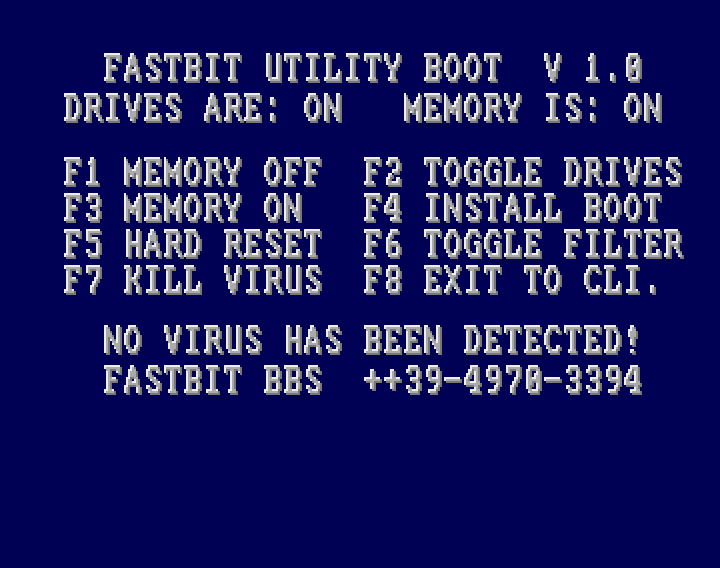 FASTBIT UTILITY BOOT  V 1.0
DRIVES ARE: ON   MEMORY IS: ON
F1 MEMORY OFF  F2 TOGGLE DRIVES
F3 MEMORY ON   F4 INSTALL BOOT
F5 HARD RESET  F6 TOGGLE FILTER
F7 KILL VIRUS  F8 EXIT TO CLI.
NO VIRUS HAS BEEN DETECTED!
FASTBIT BBS  ++39-4970-3394